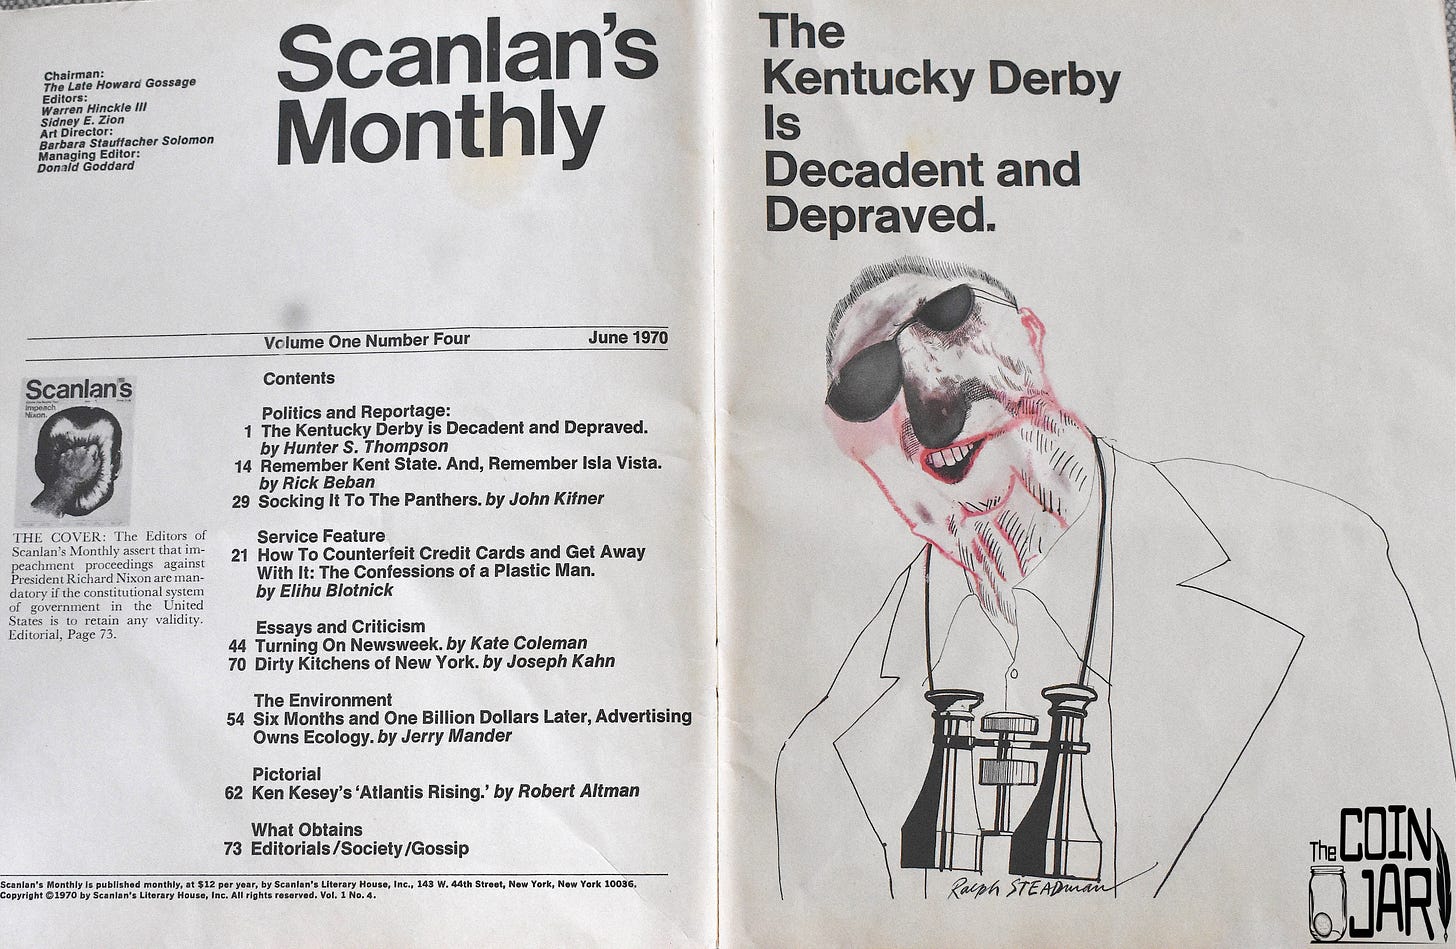 Chairman:
The Late Howard Gossage
Editors:
Warren Hinckle III
Sidney E. Zion
Art Director:
Barbara Stauffacher Solomon
Managing Editor:
Donald Goddard
Scanlan's
Monthly
Volume One Number Four June 1970
Scanlan's
Impeach
Nixon.
THE COVER: The Editors of
Scanlan's Monthly assert that im-
peachment proceedings against
President Richard Nixon are man-
datory if the constitutional system
of government in the United
States is to retain any validity.
Editorial, Page 73.
Contents
Politics and Reportage:
1 The Kentucky Derby is Decadent and Depraved.
by Hunter S. Thompson
14 Remember Kent State. And, Remember Isla Vista.
by Rick Beban
29 Socking It To The Panthers. by John Kifner
Service Feature
21 How To Counterfeit Credit Cards and Get Away
With It: The Confessions of a Plastic Man.
by Elihu Blotnick
Essays and Criticism
44 Turning On Newsweek. by Kate Coleman
70 Dirty Kitchens of New York. by Joseph Kahn
The Environment
54 Six Months and One Billion Dollars Later, Advertising
Owns Ecology. by Jerry Mander
Pictorial
62 Ken Kesey's 'Atlantis Rising.' by Robert Altman
What Obtains
73 Editorials/Society/Gossip
Scanlan's Monthly is published monthly, at $12 per year, by Scanlan's Literary House, Inc., 143 W. 44th Street, New York, New York 10036.
Copyright ©1970 by Scanlan's Literary House, Inc. All rights reserved. Vol. 1 No. 4.
The
Kentucky Derby
Is
Decadent and
Depraved.
Ralph STEADman
The COIN
JAR